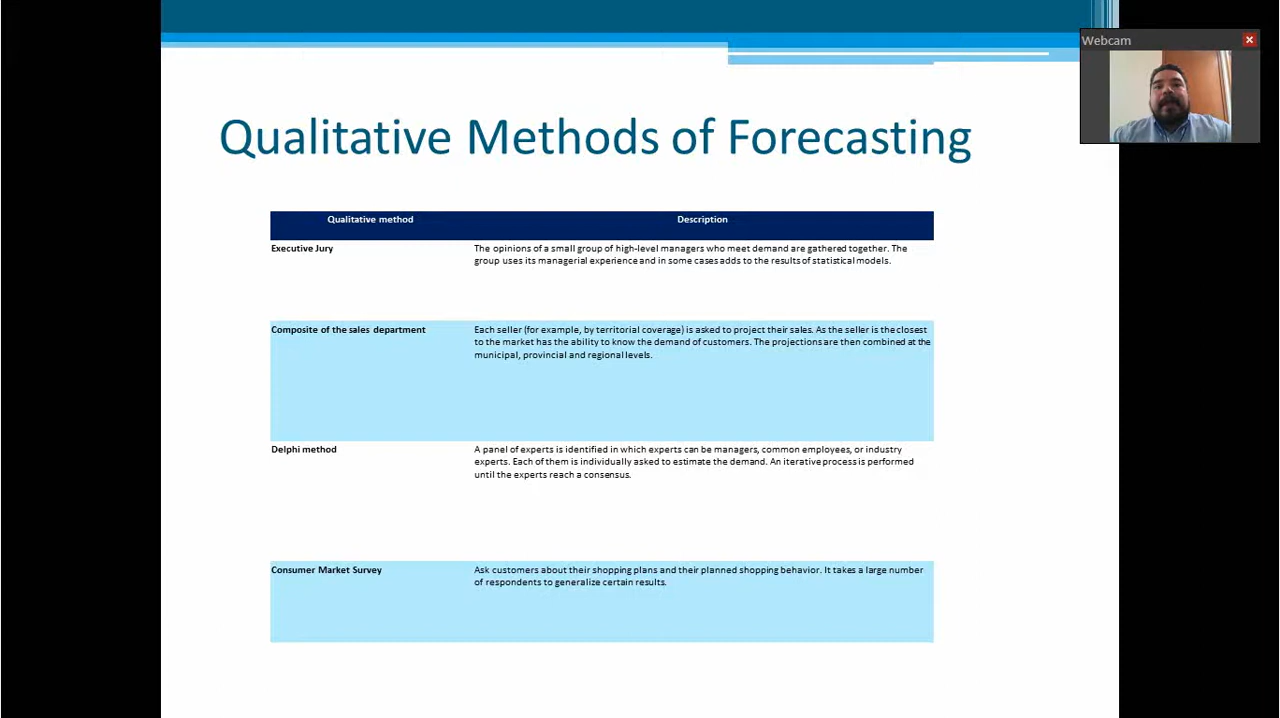 Webcam
Qualitative Methods of Forecasting
Qualitative method Description
Executive Jury
The opinions of a small group of high-level managers who meet demand are gathered together. The
group uses its managerial experience and in some cases adds to the results of statistical models.
Composite of the sales department
Each seller (for example, by territorial coverage) is asked to project their sales. As the seller is the closest
to the market has the ability to know the demand of customers. The projections are then combined at the
municipal, provincial and regional levels.
Delphi method
A panel of experts is identified in which experts can be managers, common employees, or industry
experts. Each of them is individually asked to estimate the demand. An iterative process is performed
until the experts reach a consensus.
Consumer Market Survey
Ask customers about their shopping plans and their planned shopping behavior. It takes a large number
of respondents to generalize certain results.